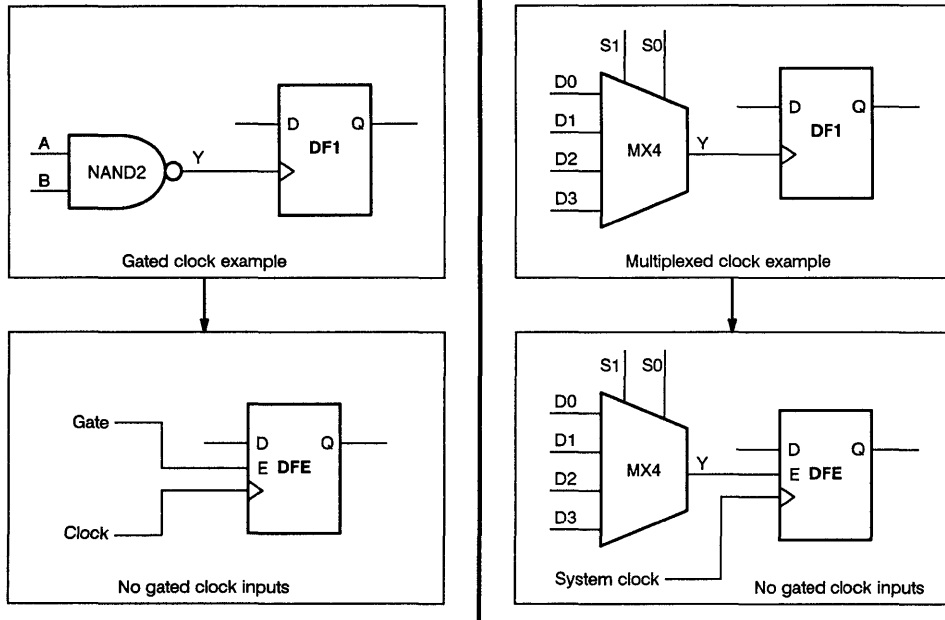 A
B
NAND2
Y
D
Q
DF1
Gated clock example
S1
S0
D0
D1
D2
D3
MX4
Y
D
Q
DF1
Multiplexed clock example
Gate
Clock
D
Q
E
DFE
No gated clock inputs
S1
S0
D0
D1
D2
D3
MX4
Y
D
Q
E
DFE
System clock
No gated clock inputs